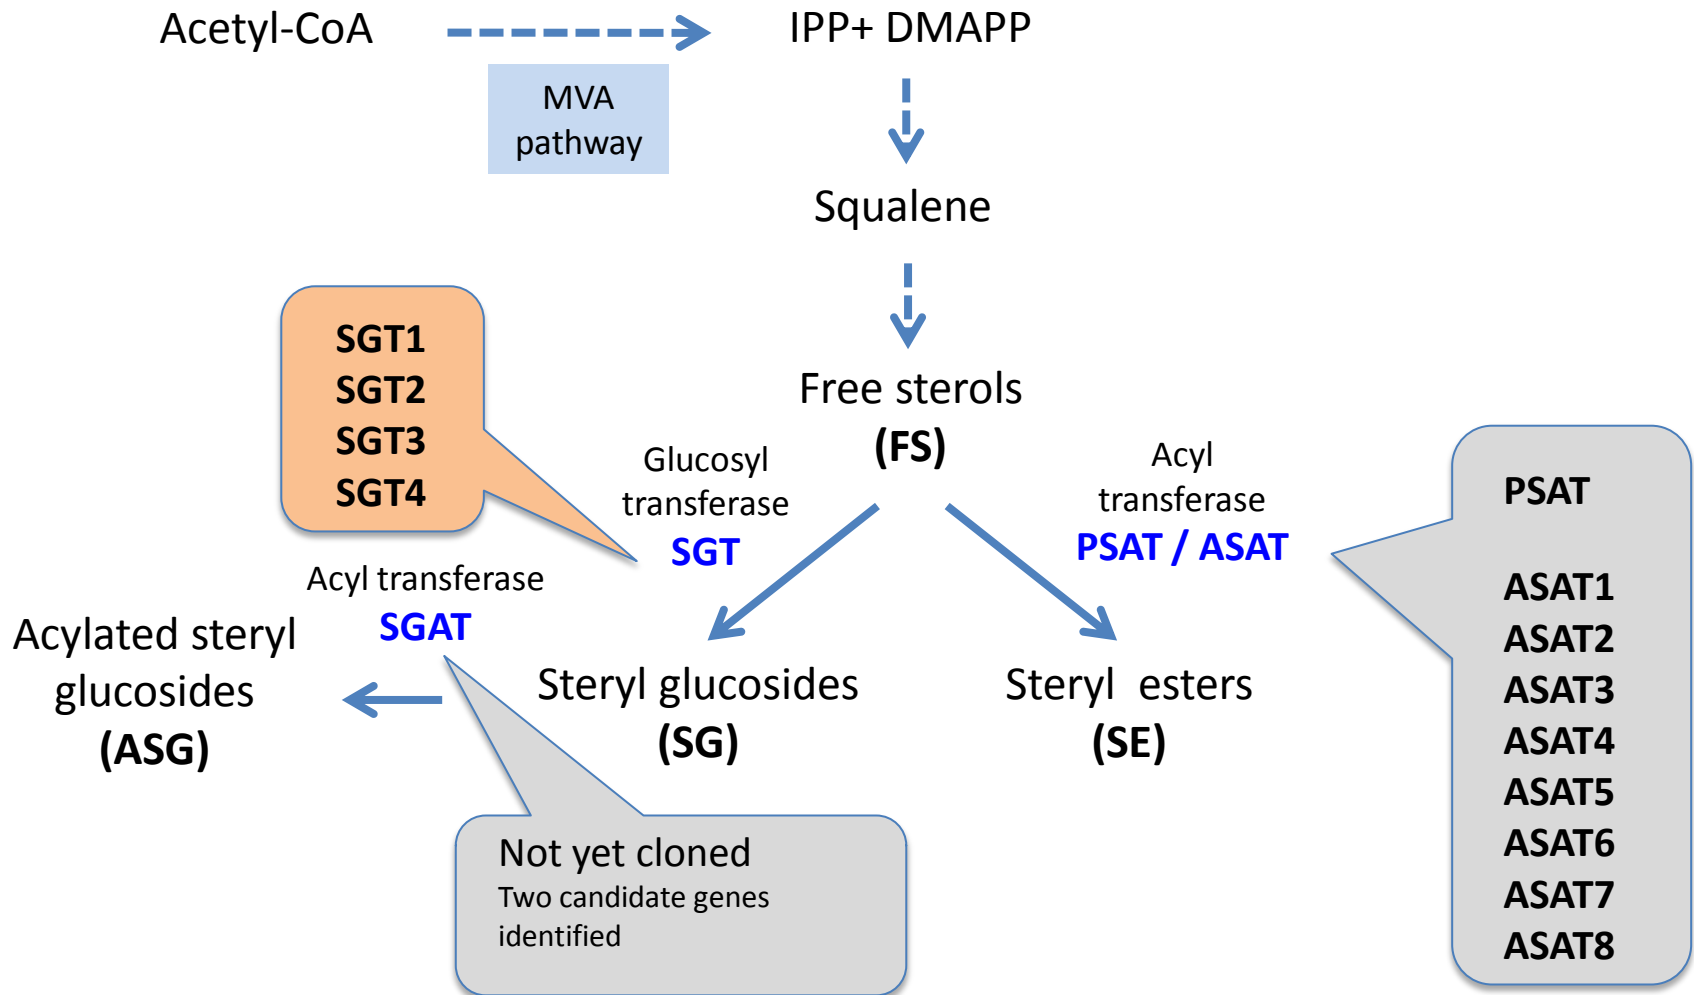 Acetyl-CoA
IPP+ DMAPP
MVA
pathway
Squalene
SGT1
SGT2
SGT3
SGT4
Free sterols
(FS)
Glucosyl
transferase
SGT
Acyl
transferase
PSAT / ASAT
PSAT
ASAT1
ASAT2
ASAT3
ASAT4
ASAT5
ASAT6
ASAT7
ASAT8
Acyl transferase
SGAT
Acylated steryl
glucosides
(ASG)
Steryl glucosides
(SG)
Steryl esters
(SE)
Not yet cloned
Two candidate genes
identified